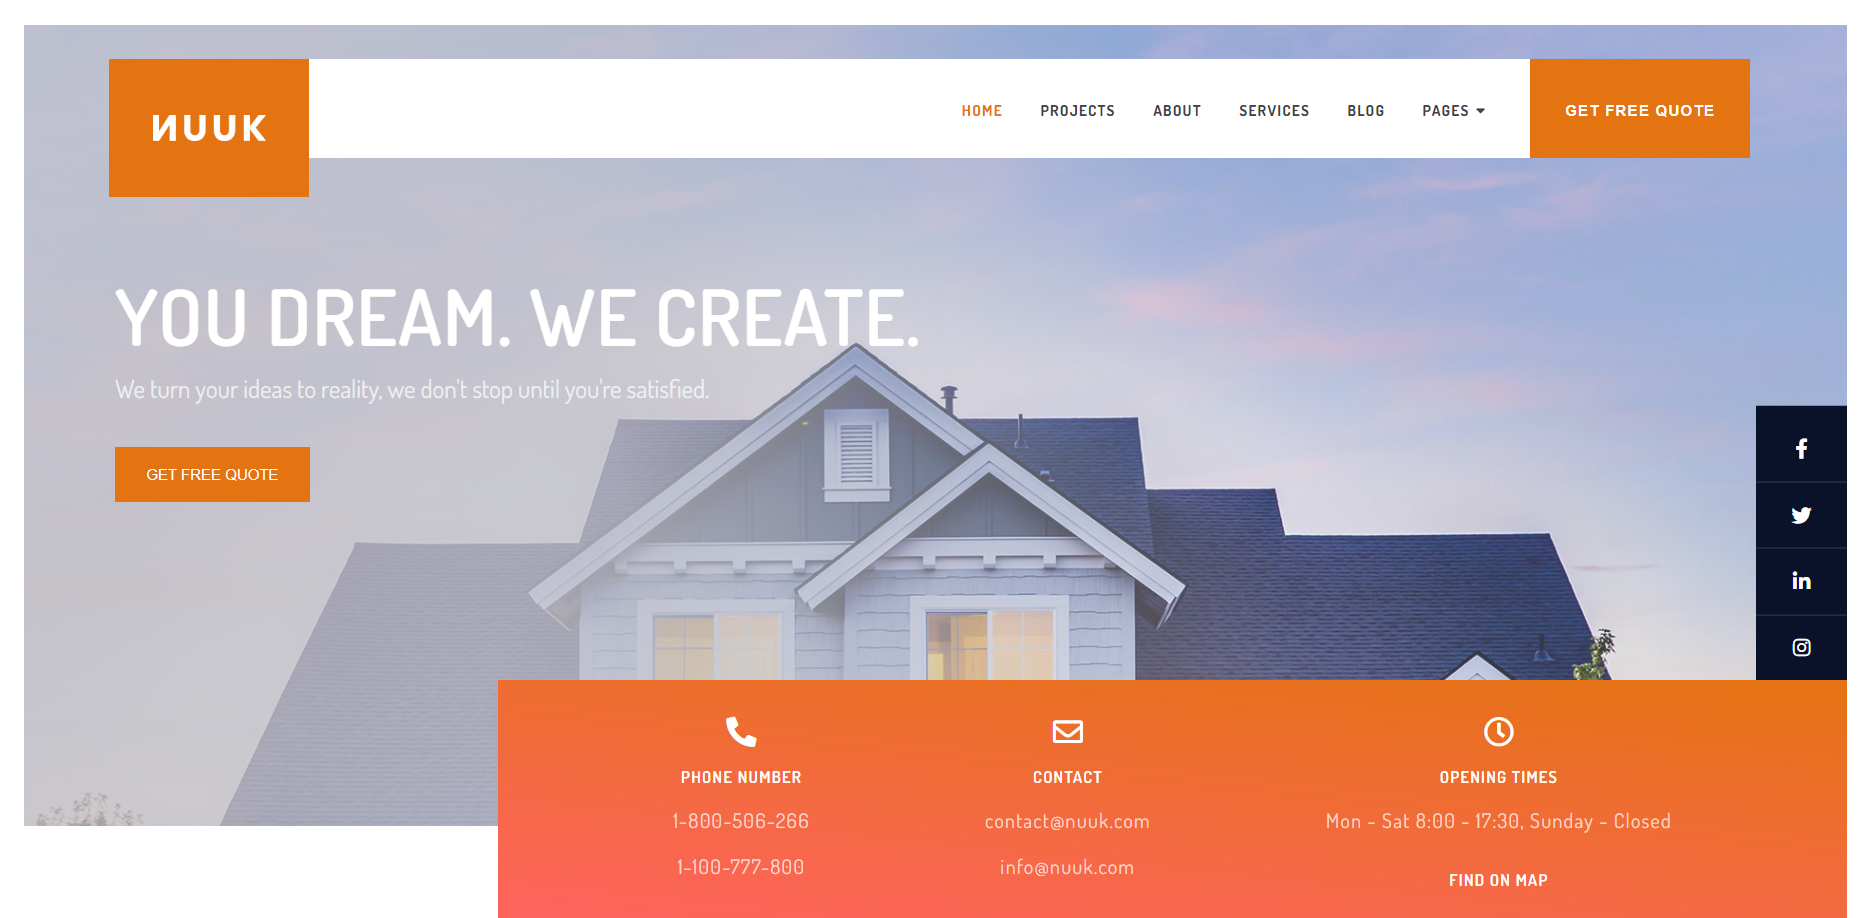 NUUK
HOME PROJECTS ABOUT SERVICES BLOG PAGES
GET FREE QUOTE
YOU DREAM. WE CREATE.
We turn your ideas to reality, we don't stop until you're satisfied.
GET FREE QUOTE
PHONE NUMBER
1-800-506-266
1-100-777-800
CONTACT
contact@nuuk.com
info@nuuk.com
OPENING TIMES
Mon - Sat 8:00 - 17:30, Sunday - Closed
FIND ON MAP